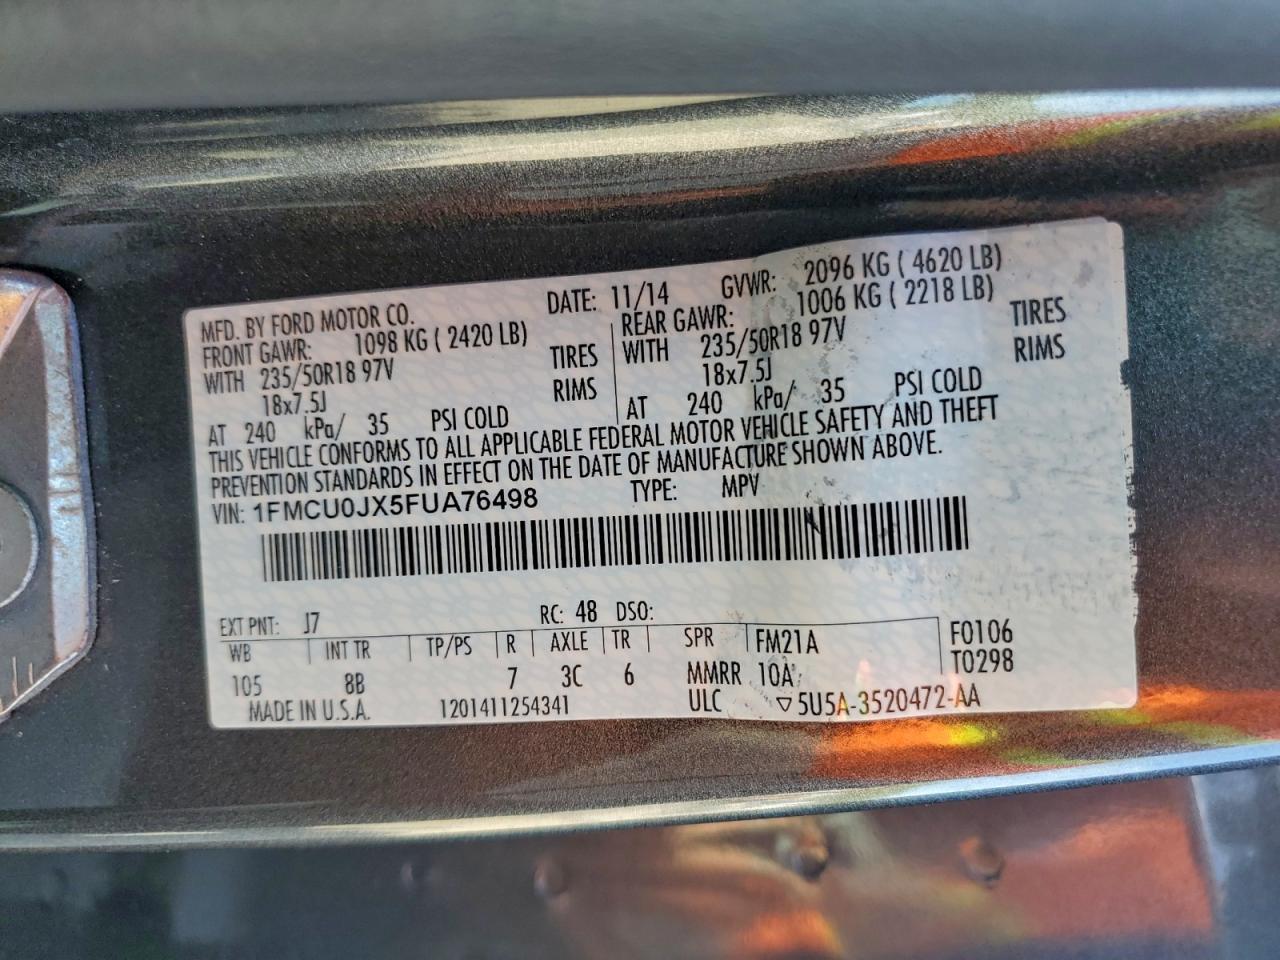 MFD. BY FORD MOTOR CO. DATE: 11/14 GVWR: 2096 KG ( 4620 LB)
FRONT GAWR: 1098 KG ( 2420 LB) REAR GAWR: 1006 KG ( 2218 LB)
WITH 235/50R18 97V TIRES WITH 235/50R18 97V TIRES
18x7.5J RIMS 18x7.5J RIMS
AT 240 kPa/ 35 PSI COLD AT 240 kPa/ 35 PSI COLD
THIS VEHICLE CONFORMS TO ALL APPLICABLE FEDERAL MOTOR VEHICLE SAFETY AND THEFT
PREVENTION STANDARDS IN EFFECT ON THE DATE OF MANUFACTURE SHOWN ABOVE.
VIN: 1FMCU0JX5FUA76498 TYPE: MPV
EXT PNT: J7 RC: 48 DSO:
WB INT TR TP/PS R AXLE TR SPR FM21A F0106
105 8B 7 3C 6 MMRR 10A T0298
MADE IN U.S.A. 1201411254341 ULC ▽5U5A-3520472-AA